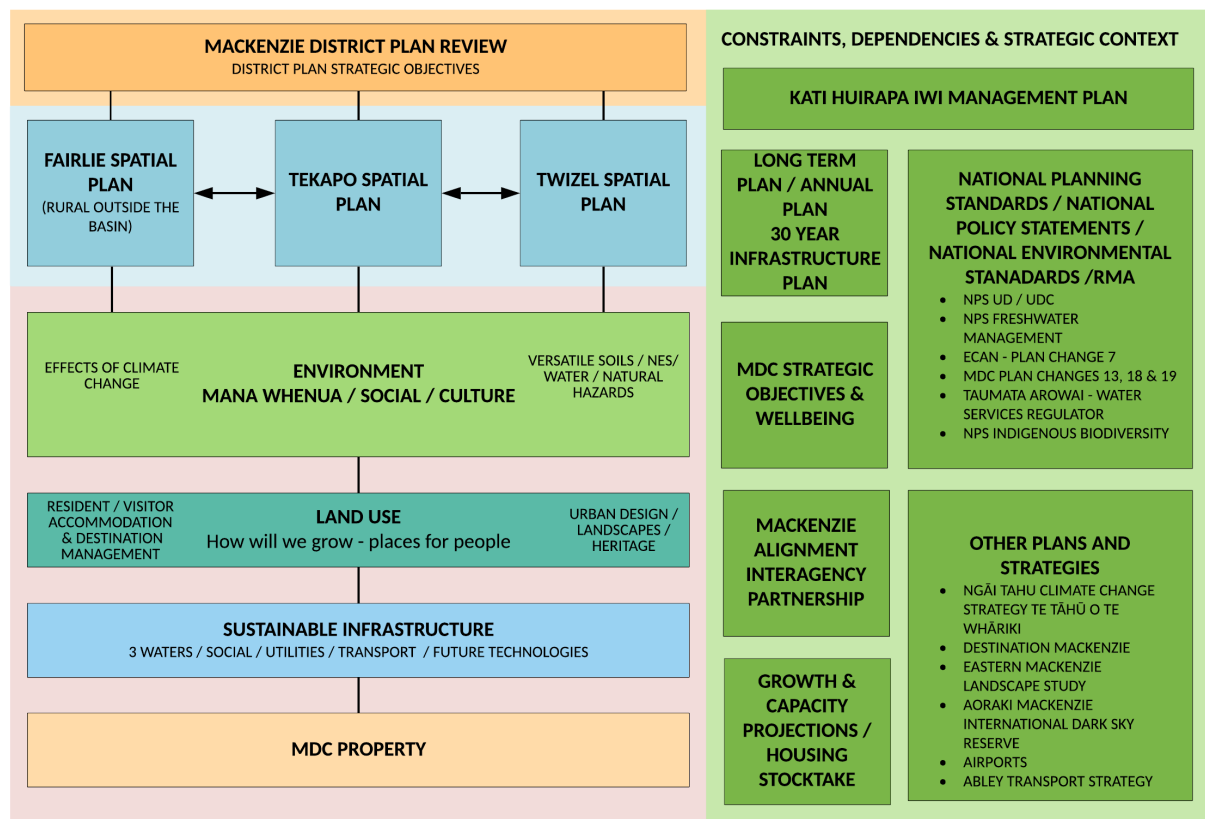 MACKENZIE DISTRICT PLAN REVIEW
DISTRICT PLAN STRATEGIC OBJECTIVES
FAIRLIE SPATIAL
PLAN
(RURAL OUTSIDE THE
BASIN)
TEKAPO SPATIAL
PLAN
TWIZEL SPATIAL
PLAN
EFFECTS OF CLIMATE
CHANGE
ENVIRONMENT
MANA WHENUA / SOCIAL / CULTURE
VERSATILE SOILS / NES/
WATER / NATURAL
HAZARDS
RESIDENT / VISITOR
ACCOMMODATION
& DESTINATION
MANAGEMENT
LAND USE
How will we grow - places for people
URBAN DESIGN /
LANDSCAPES /
HERITAGE
SUSTAINABLE INFRASTRUCTURE
3 WATERS / SOCIAL / UTILITIES / TRANSPORT / FUTURE TECHNOLOGIES
MDC PROPERTY
CONSTRAINTS, DEPENDENCIES & STRATEGIC CONTEXT
KATI HUIRAPA IWI MANAGEMENT PLAN
LONG TERM
PLAN / ANNUAL
PLAN
30 YEAR
INFRASTRUCTURE
PLAN
NATIONAL PLANNING
STANDARDS / NATIONAL
POLICY STATEMENTS /
NATIONAL ENVIRONMENTAL
STANADARDS /RMA
• NPS UD / UDC
• NPS FRESHWATER
MANAGEMENT
• ECAN - PLAN CHANGE 7
• MDC PLAN CHANGES 13, 18 & 19
• TAUMATA AROWAI - WATER
SERVICES REGULATOR
• NPS INDIGENOUS BIODIVERSITY
MDC STRATEGIC
OBJECTIVES &
WELLBEING
MACKENZIE
ALIGNMENT
INTERAGENCY
PARTNERSHIP
GROWTH &
CAPACITY
PROJECTIONS /
HOUSING
STOCKTAKE
OTHER PLANS AND
STRATEGIES
• NGĀI TAHU CLIMATE CHANGE
STRATEGY TE TĀHŪ O TE
WHĀRIKI
• DESTINATION MACKENZIE
• EASTERN MACKENZIE
LANDSCAPE STUDY
• AORAKI MACKENZIE
INTERNATIONAL DARK SKY
RESERVE
• AIRPORTS
• ABLEY TRANSPORT STRATEGY